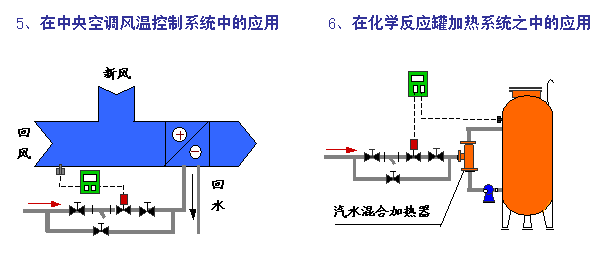 5、在中央空调风温控制系统中的应用
6、在化学反应罐加热系统之中的应用
新风
回风
回水
汽水混合加热器